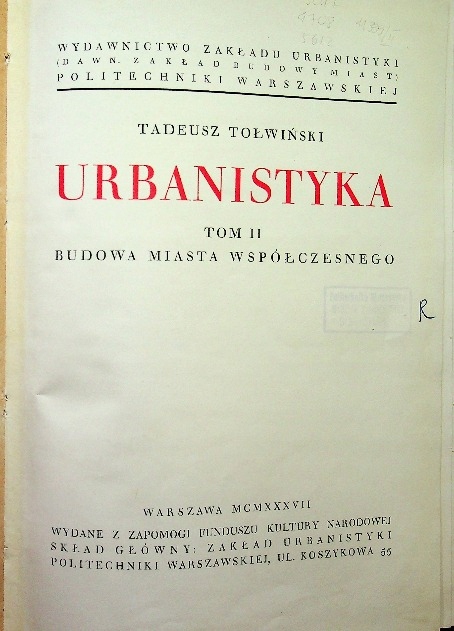 WYDAWNICTWO ZAKŁADU URBANISTYKI
(DAWN. ZAKŁAD BUDOWY MIAST)
POLITECHNIKI WARSZAWSKIEJ
TADEUSZ TOŁWIŃSKI
URBANISTYKA
TOM II
BUDOWA MIASTA WSPÓŁCZESNEGO
R
WARSZAWA MCMXXXVII
WYDANE Z ZAPOMOGI FUNDUSZU KULTURY NARODOWEJ
SKŁAD GŁÓWNY: ZAKŁAD URBANISTYKI
POLITECHNIKI WARSZAWSKIEJ, UL. KOSZYKOWA 55